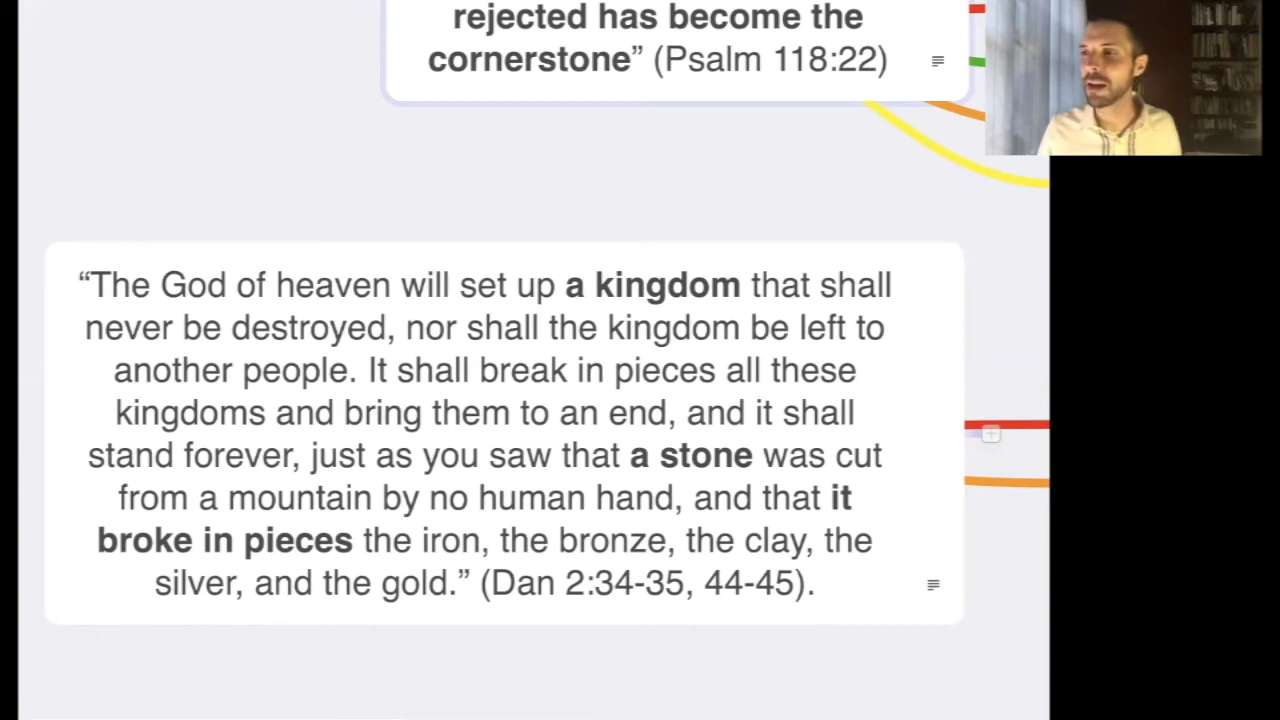 rejected has become the
cornerstone” (Psalm 118:22)
“The God of heaven will set up a kingdom that shall
never be destroyed, nor shall the kingdom be left to
another people. It shall break in pieces all these
kingdoms and bring them to an end, and it shall
stand forever, just as you saw that a stone was cut
from a mountain by no human hand, and that it
broke in pieces the iron, the bronze, the clay, the
silver, and the gold.” (Dan 2:34-35, 44-45).